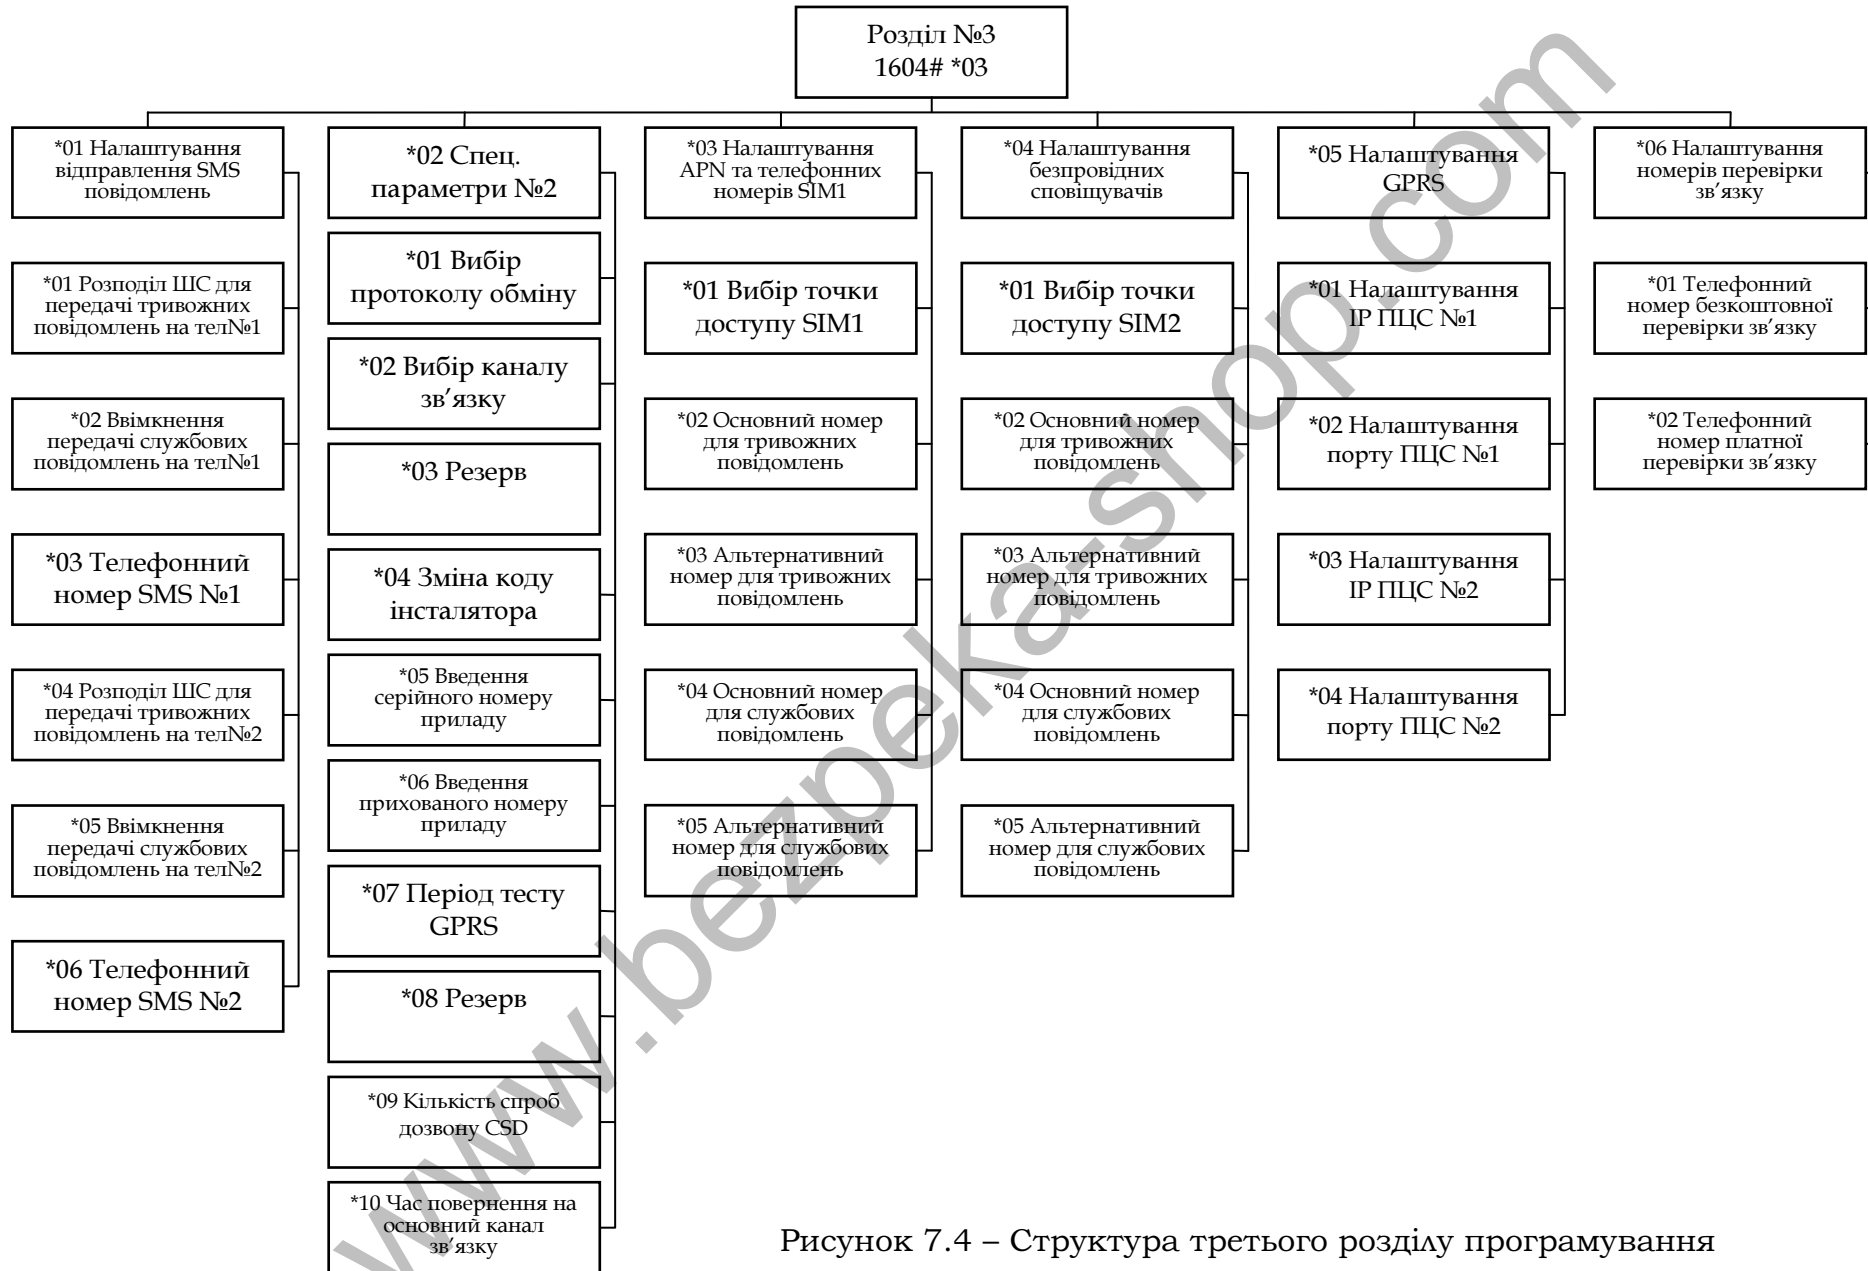 Розділ №3
1604# *03
*01 Налаштування
відправлення SMS
повідомлень
*01 Розподіл ШС для
передачі тривожних
повідомлень на тел№1
*02 Ввімкнення
передачі службових
повідомлень на тел№1
*03 Телефонний
номер SMS №1
*04 Розподіл ШС для
передачі тривожних
повідомлень на тел№2
*05 Ввімкнення
передачі службових
повідомлень на тел№2
*06 Телефонний
номер SMS №2
*02 Спец.
параметри №2
*01 Вибір
протоколу обміну
*02 Вибір каналу
зв’язку
*03 Резерв
*04 Зміна коду
інсталятора
*05 Введення
серійного номеру
приладу
*06 Введення
прихованого номеру
приладу
*07 Період тесту
GPRS
*08 Резерв
*09 Кількість спроб
дозвону CSD
*10 Час повернення на
основний канал
зв’язку
*03 Налаштування
APN та телефонних
номерів SIM1
*01 Вибір точки
доступу SIM1
*02 Основний номер
для тривожних
повідомлень
*03 Альтернативний
номер для тривожних
повідомлень
*04 Основний номер
для службових
повідомлень
*05 Альтернативний
номер для службових
повідомлень
*04 Налаштування
безпровідних
сповіщувачів
*01 Вибір точки
доступу SIM2
*02 Основний номер
для тривожних
повідомлень
*03 Альтернативний
номер для тривожних
повідомлень
*04 Основний номер
для службових
повідомлень
*05 Альтернативний
номер для службових
повідомлень
*05 Налаштування
GPRS
*01 Налаштування
IP ПЦС №1
*02 Налаштування
порту ПЦС №1
*03 Налаштування
IP ПЦС №2
*04 Налаштування
порту ПЦС №2
*06 Налаштування
номерів перевірки
зв’язку
*01 Телефонний
номер безкоштовної
перевірки зв’язку
*02 Телефонний
номер платної
перевірки зв’язку
Рисунок 7.4 – Структура третього розділу програмування
www.bezpeka-shop.com